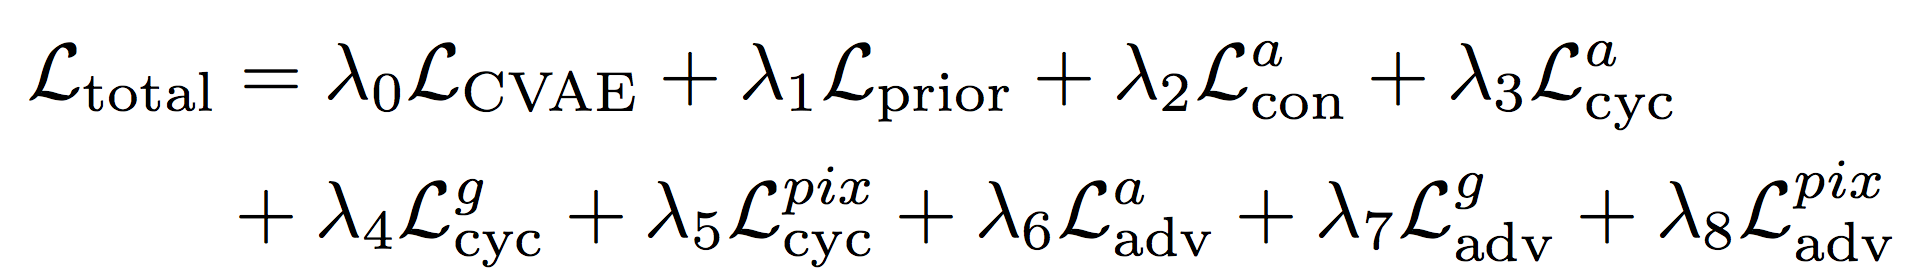 ℒ_total = λ_0 ℒ_CVAE + λ_1 ℒ_prior + λ_2 ℒ^a_con + λ_3 ℒ^a_cyc
+ λ_4 ℒ^g_cyc + λ_5 ℒ^pix_cyc + λ_6 ℒ^a_adv + λ_7 ℒ^g_adv + λ_8 ℒ^pix_adv